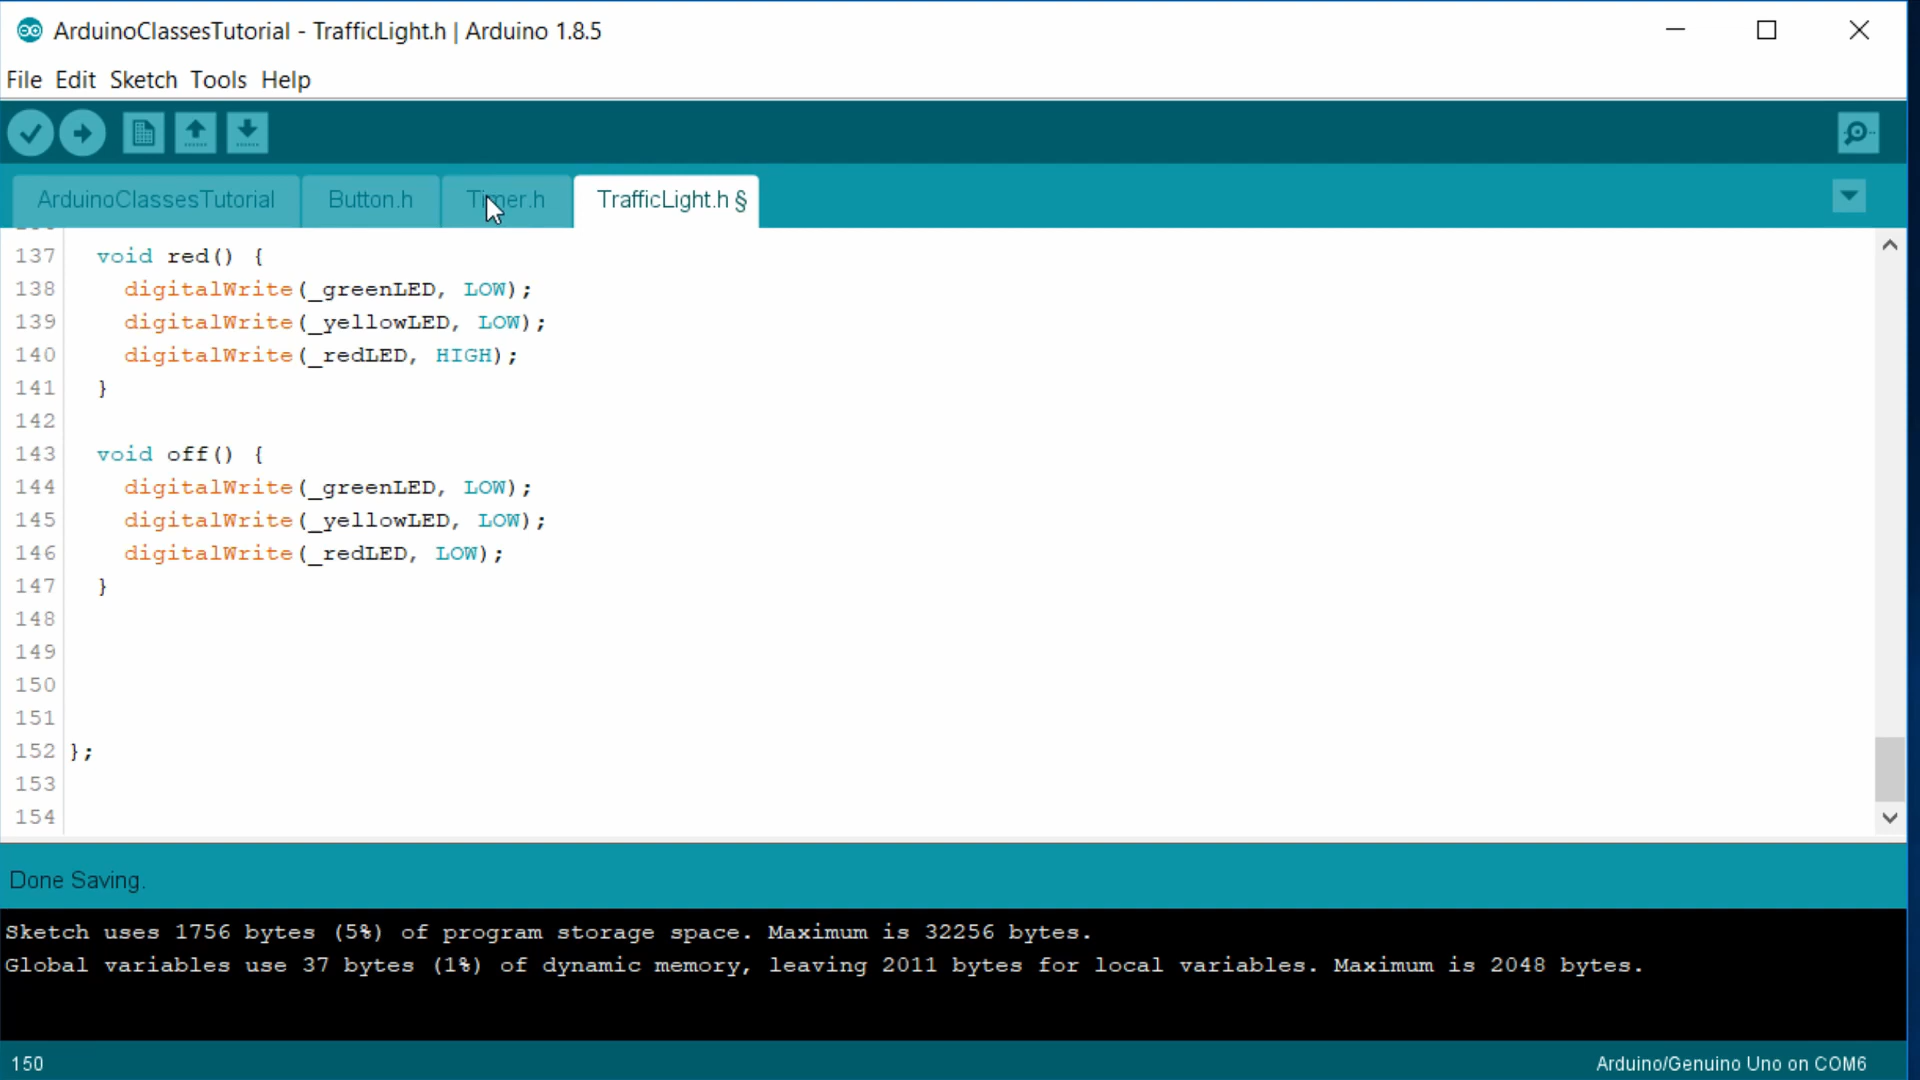 ArduinoClassesTutorial - TrafficLight.h | Arduino 1.8.5
File Edit Sketch Tools Help
ArduinoClassesTutorial Button.h Timer.h TrafficLight.h §
137 void red() {
138 digitalWrite(_greenLED, LOW);
139 digitalWrite(_yellowLED, LOW);
140 digitalWrite(_redLED, HIGH);
141 }
142
143 void off() {
144 digitalWrite(_greenLED, LOW);
145 digitalWrite(_yellowLED, LOW);
146 digitalWrite(_redLED, LOW);
147 }
148
149
150
151
152 };
153
154
Done Saving.
Sketch uses 1756 bytes (5%) of program storage space. Maximum is 32256 bytes.
Global variables use 37 bytes (1%) of dynamic memory, leaving 2011 bytes for local variables. Maximum is 2048 bytes.
150 Arduino/Genuino Uno on COM6